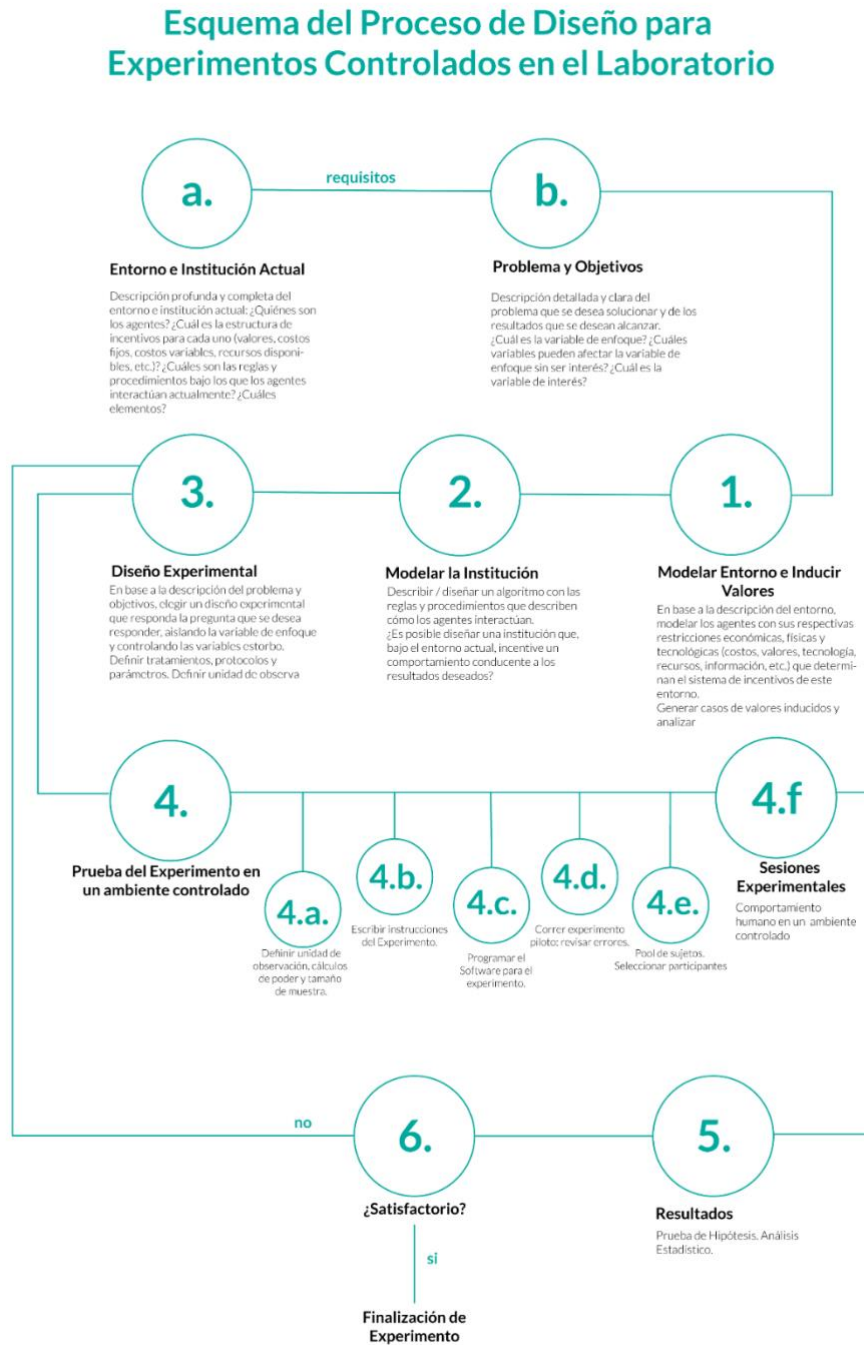 Esquema del Proceso de Diseño para
Experimentos Controlados en el Laboratorio
a.
requisitos
b.
Entorno e Institución Actual
Descripción profunda y completa del
entorno e institución actual: ¿Quiénes son
los agentes? ¿Cuál es la estructura de
incentivos para cada uno (valores, costos
fijos, costos variables, recursos disponi-
bles, etc.)? ¿Cuáles son las reglas y
procedimientos bajo los que los agentes
interactúan actualmente? ¿Cuáles
elementos?
Problema y Objetivos
Descripción detallada y clara del
problema que se desea solucionar y de los
resultados que se desean alcanzar.
¿Cuál es la variable de enfoque? ¿Cuáles
variables pueden afectar la variable de
enfoque sin ser interés? ¿Cuál es la
variable de interés?
3.
2.
1.
Diseño Experimental
En base a la descripción del problema y
objetivos, elegir un diseño experimental
que responda la pregunta que se desea
responder, aislando la variable de enfoque
y controlando las variables estorbo.
Definir tratamientos, protocolos y
parámetros. Definir unidad de observa
Modelar la Institución
Describir / diseñar un algorítmo con las
reglas y procedimientos que describen
cómo los agentes interactúan.
¿Es posible diseñar una institución que,
bajo el entorno actual, incentive un
comportamiento conducente a los
resultados deseados?
Modelar Entorno e Inducir
Valores
En base a la descripción del entorno,
modelar los agentes con sus respectivas
restricciones económicas, físicas y
tecnológicas (costos, valores, tecnología,
recursos, información, etc.) que determi-
nan el sistema de incentivos de este
entorno.
Generar casos de valores inducidos y
analizar
4.
4.f
Prueba del Experimento en
un ambiente controlado
4.a.
Definir unidad de
observación, cálculos
de poder y tamaño
de muestra.
4.b.
Escribir instrucciones
del Experimento.
4.c.
Programar el
Software para el
experimento.
4.d.
Correr experimento
piloto; revisar errores.
4.e.
Pool de sujetos.
Seleccionar participantes
Sesiones
Experimentales
Comportamiento
humano en un ambiente
controlado
no
6.
5.
¿Satisfactorio?
Resultados
Prueba de Hipótesis. Análisis
Estadístico.
si
Finalización de
Experimento